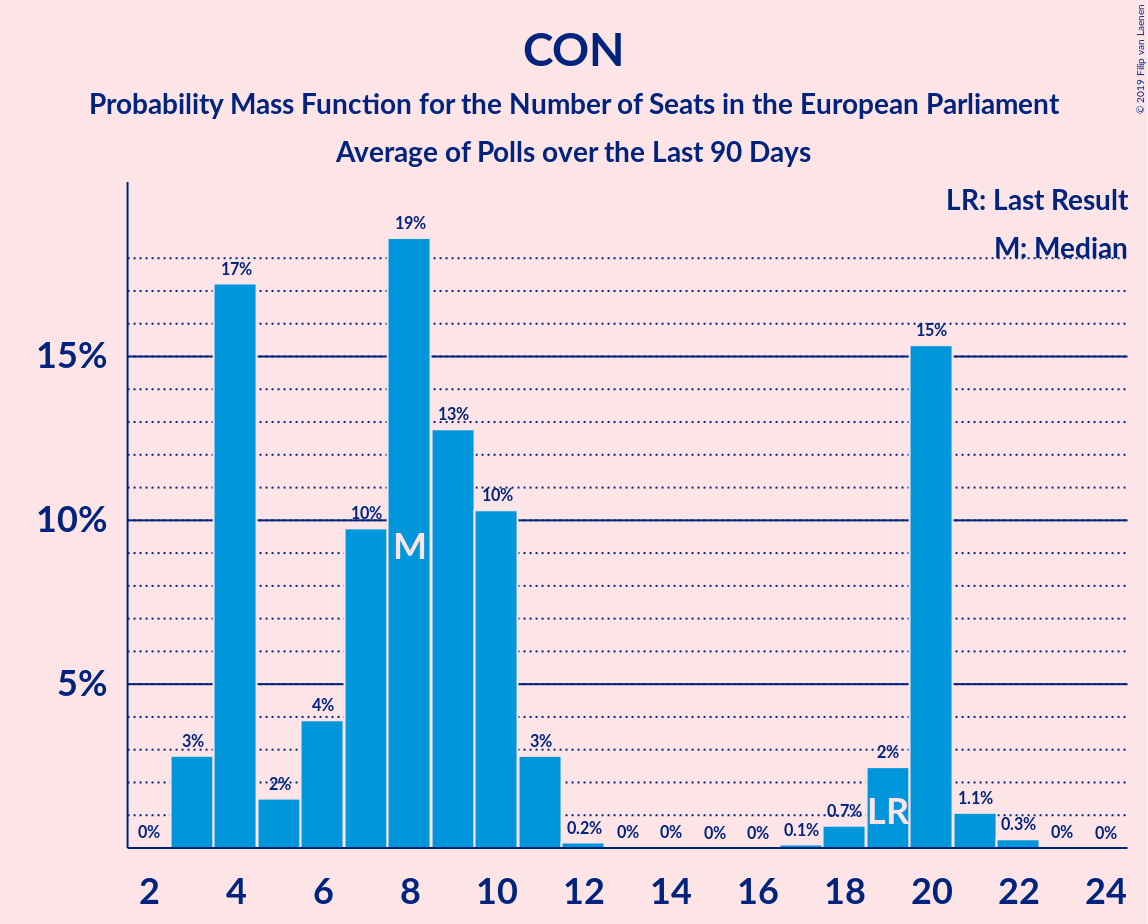 CON
Probability Mass Function for the Number of Seats in the European Parliament
Average of Polls over the Last 90 Days
© 2019 Filip van Laenen
LR: Last Result
M: Median
15%
10%
5%
0%
3%
17%
2%
4%
10%
19%
13%
10%
3%
0.2%
0%
0%
0%
0%
0.1%
0.7%
2%
15%
1.1%
0.3%
0%
0%
M
LR
2 4 6 8 10 12 14 16 18 20 22 24